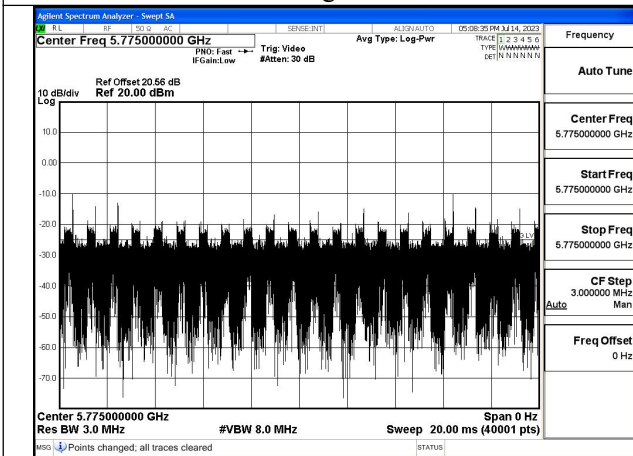 Agilent Spectrum Analyzer - Swept SA
RL RF 50 Ω AC SENSE:INT ALIGNAUTO 05:08:35 PM Jul 14, 2023
Center Freq 5.775000000 GHz
PNO: Fast
IFGain:Low
Trig: Video
#Atten: 30 dB
Avg Type: Log-Pwr
TRACE 1 2 3 4 5 6
TYPE
DET N N N N N N
Ref Offset 20.56 dB
10 dB/div Ref 20.00 dBm
Log
10.0
0.00
-10.0
-20.0
-30.0
-40.0
-50.0
-60.0
-70.0
Center 5.775000000 GHz Span 0 Hz
Res BW 3.0 MHz #VBW 8.0 MHz Sweep 20.00 ms (40001 pts)
MSG Points changed; all traces cleared STATUS
Frequency
Auto Tune
Center Freq
5.775000000 GHz
Start Freq
5.775000000 GHz
Stop Freq
5.775000000 GHz
CF Step
3.000000 MHz
Auto Man
Freq Offset
0 Hz